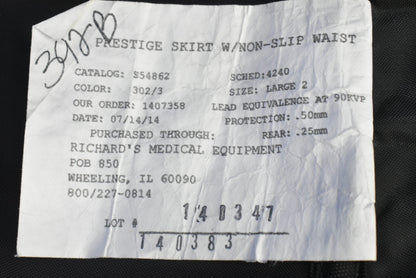 392-B
PRESTIGE SKIRT W/NON-SLIP WAIST
CATALOG: S54862 SCHED:4240
COLOR: 302/3 SIZE: LARGE 2
OUR ORDER: 1407358 LEAD EQUIVALENCE AT 90KVP
DATE: 07/14/14 PROTECTION: .50mm
PURCHASED THROUGH: REAR: .25mm
RICHARD'S MEDICAL EQUIPMENT
POB 850
WHEELING, IL 60090
800/227-0814
LOT # 140347
140383